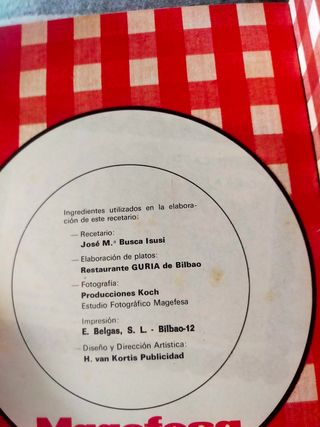 Ingredientes utilizados en la elabora-
ción de este recetario:
— Recetario:
José M.ª Busca Isusi
— Elaboración de platos:
Restaurante GURIA de Bilbao
— Fotografía:
Producciones Koch
Estudio Fotográfico Magefesa
Impresión:
E. Belgas, S. L. - Bilbao-12
— Diseño y Dirección Artística:
H. van Kortis Publicidad
Magefesa